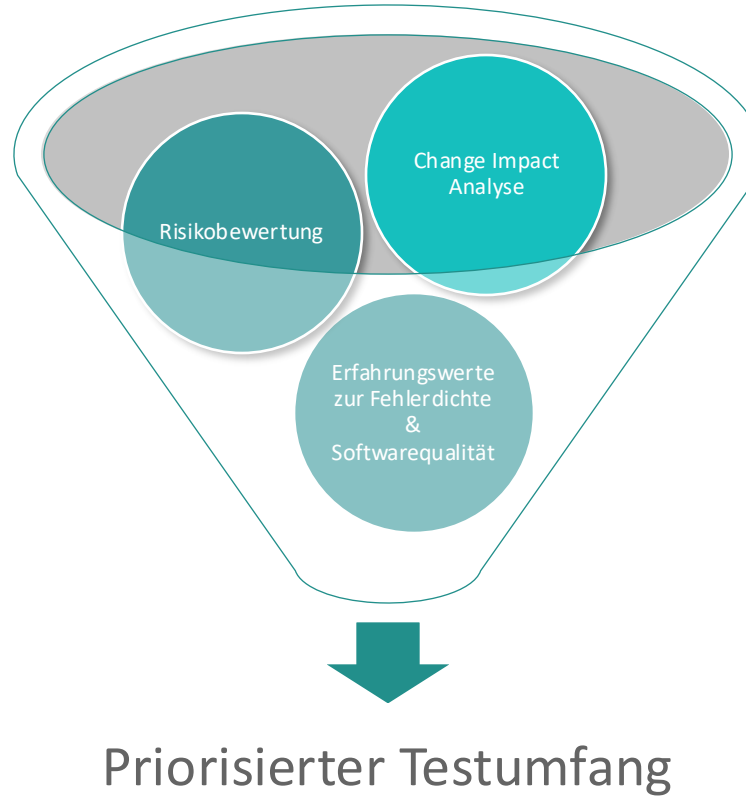 Change Impact
Analyse
Risikobewertung
Erfahrungswerte
zur Fehlerdichte
&
Softwarequalität
Priorisierter Testumfang